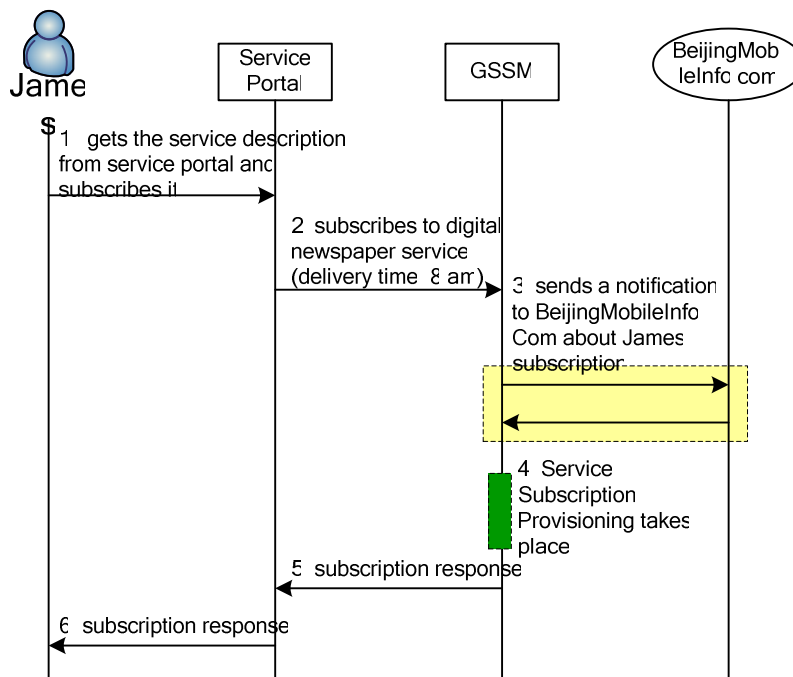 Service
Portal
GSSM
BeijingMob
ileInfo com
Jame
$
1 gets the service description
from service portal and
subscribes it
2 subscribes to digital
newspaper service
(delivery time 8 am)
3 sends a notification
to BeijingMobileInfo
Com about James
subscription
4 Service
Subscription
Provisioning takes
place
5 subscription response
6 subscription response